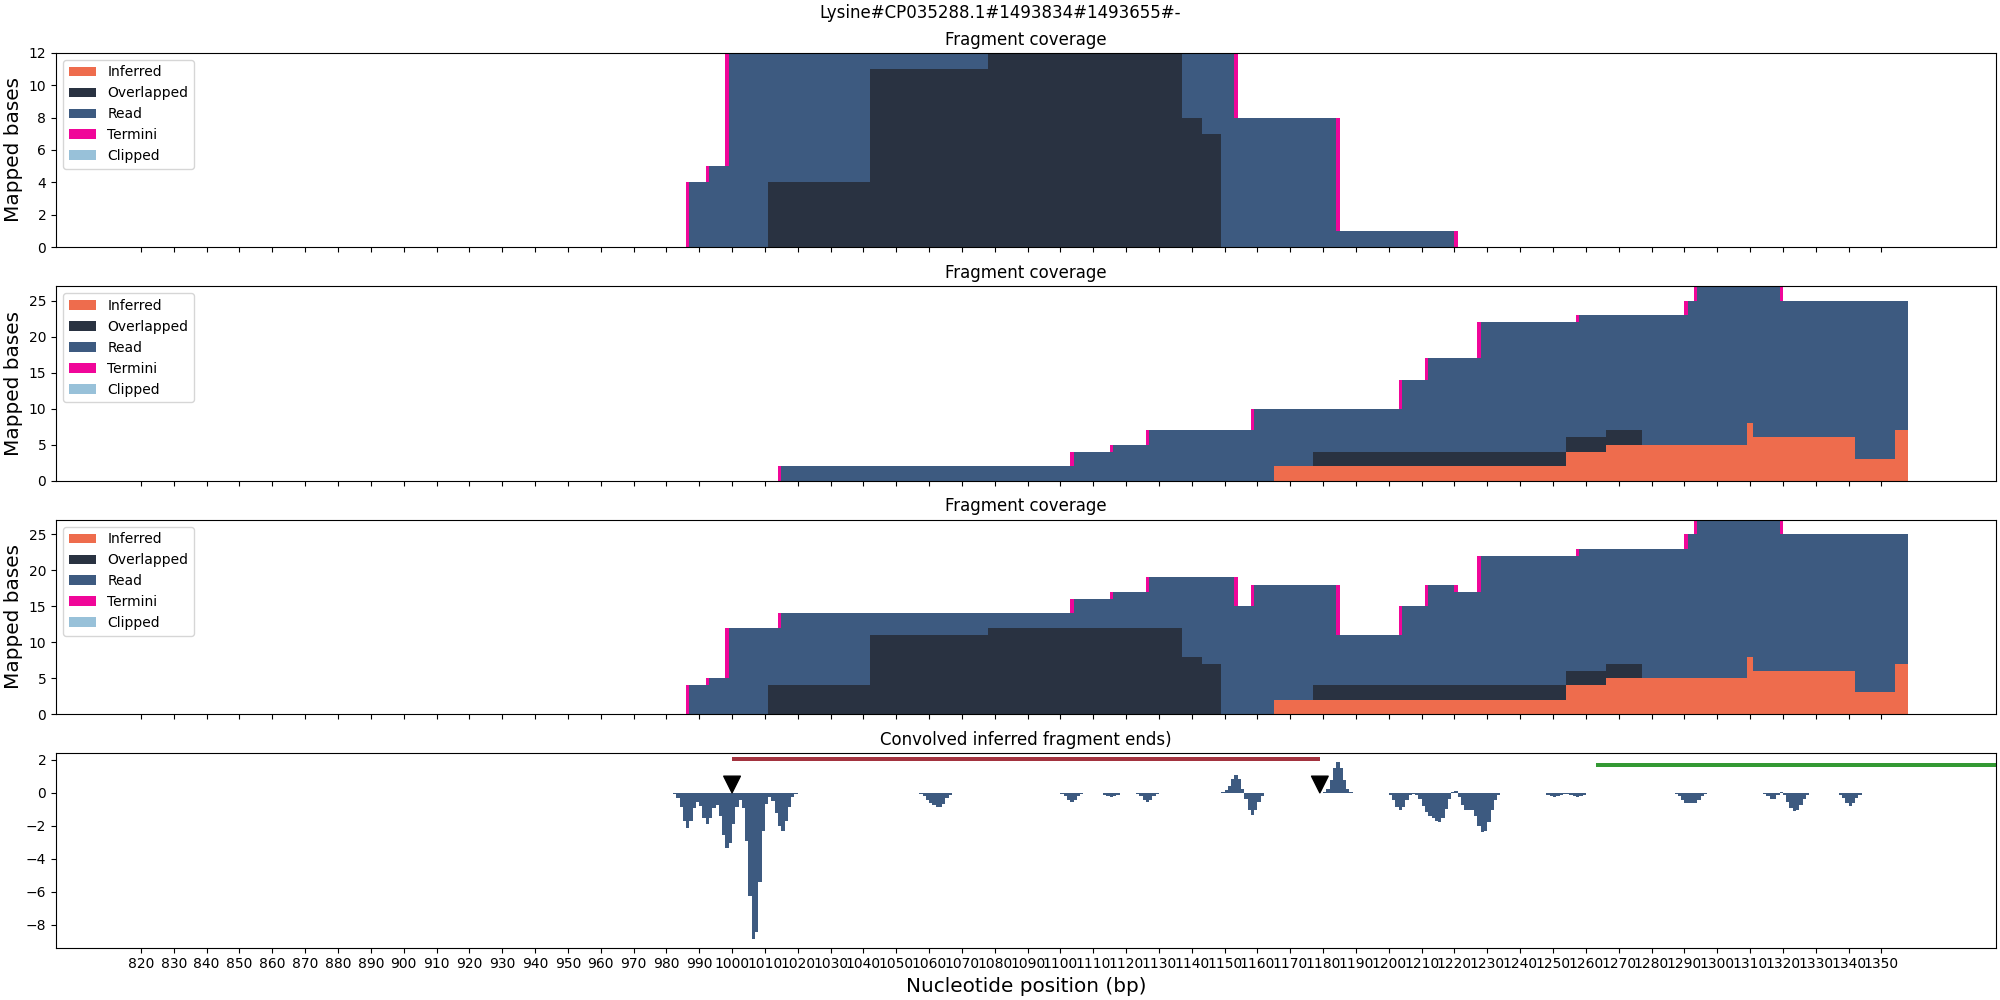 Lysine#CP035288.1#1493834#1493655#-
Fragment coverage
12
10
8
6
4
2
0
Mapped bases
Inferred
Overlapped
Read
Termini
Clipped
Fragment coverage
25
20
15
10
5
0
Mapped bases
Inferred
Overlapped
Read
Termini
Clipped
Fragment coverage
25
20
15
10
5
0
Mapped bases
Inferred
Overlapped
Read
Termini
Clipped
Convolved inferred fragment ends)
2
0
−2
−4
−6
−8
820 830 840 850 860 870 880 890 900 910 920 930 940 950 960 970 980 990 1000 1010 1020 1030 1040 1050 1060 1070 1080 1090 1100 1110 1120 1130 1140 1150 1160 1170 1180 1190 1200 1210 1220 1230 1240 1250 1260 1270 1280 1290 1300 1310 1320 1330 1340 1350
Nucleotide position (bp)